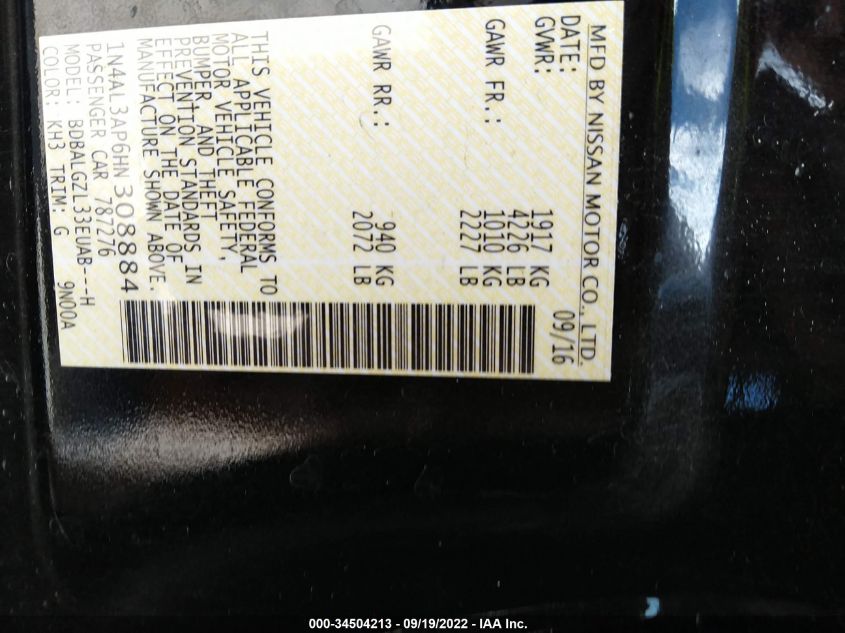 MFD BY NISSAN MOTOR CO., LTD.
DATE: 09/16
GVWR: 1917 KG
4226 LB
GAWR FR.: 1010 KG
2227 LB
GAWR RR.: 940 KG
2072 LB
THIS VEHICLE CONFORMS TO
ALL APPLICABLE FEDERAL
MOTOR VEHICLE SAFETY,
BUMPER, AND THEFT
PREVENTION STANDARDS IN
EFFECT ON THE DATE OF
MANUFACTURE SHOWN ABOVE.
1N4AL3AP6HN308884
PASSENGER CAR 787276
MODEL: BDBALGZL33EUAB---H
COLOR: KH3 TRIM: G 9N00A
000-34504213 - 09/19/2022 - IAA Inc.